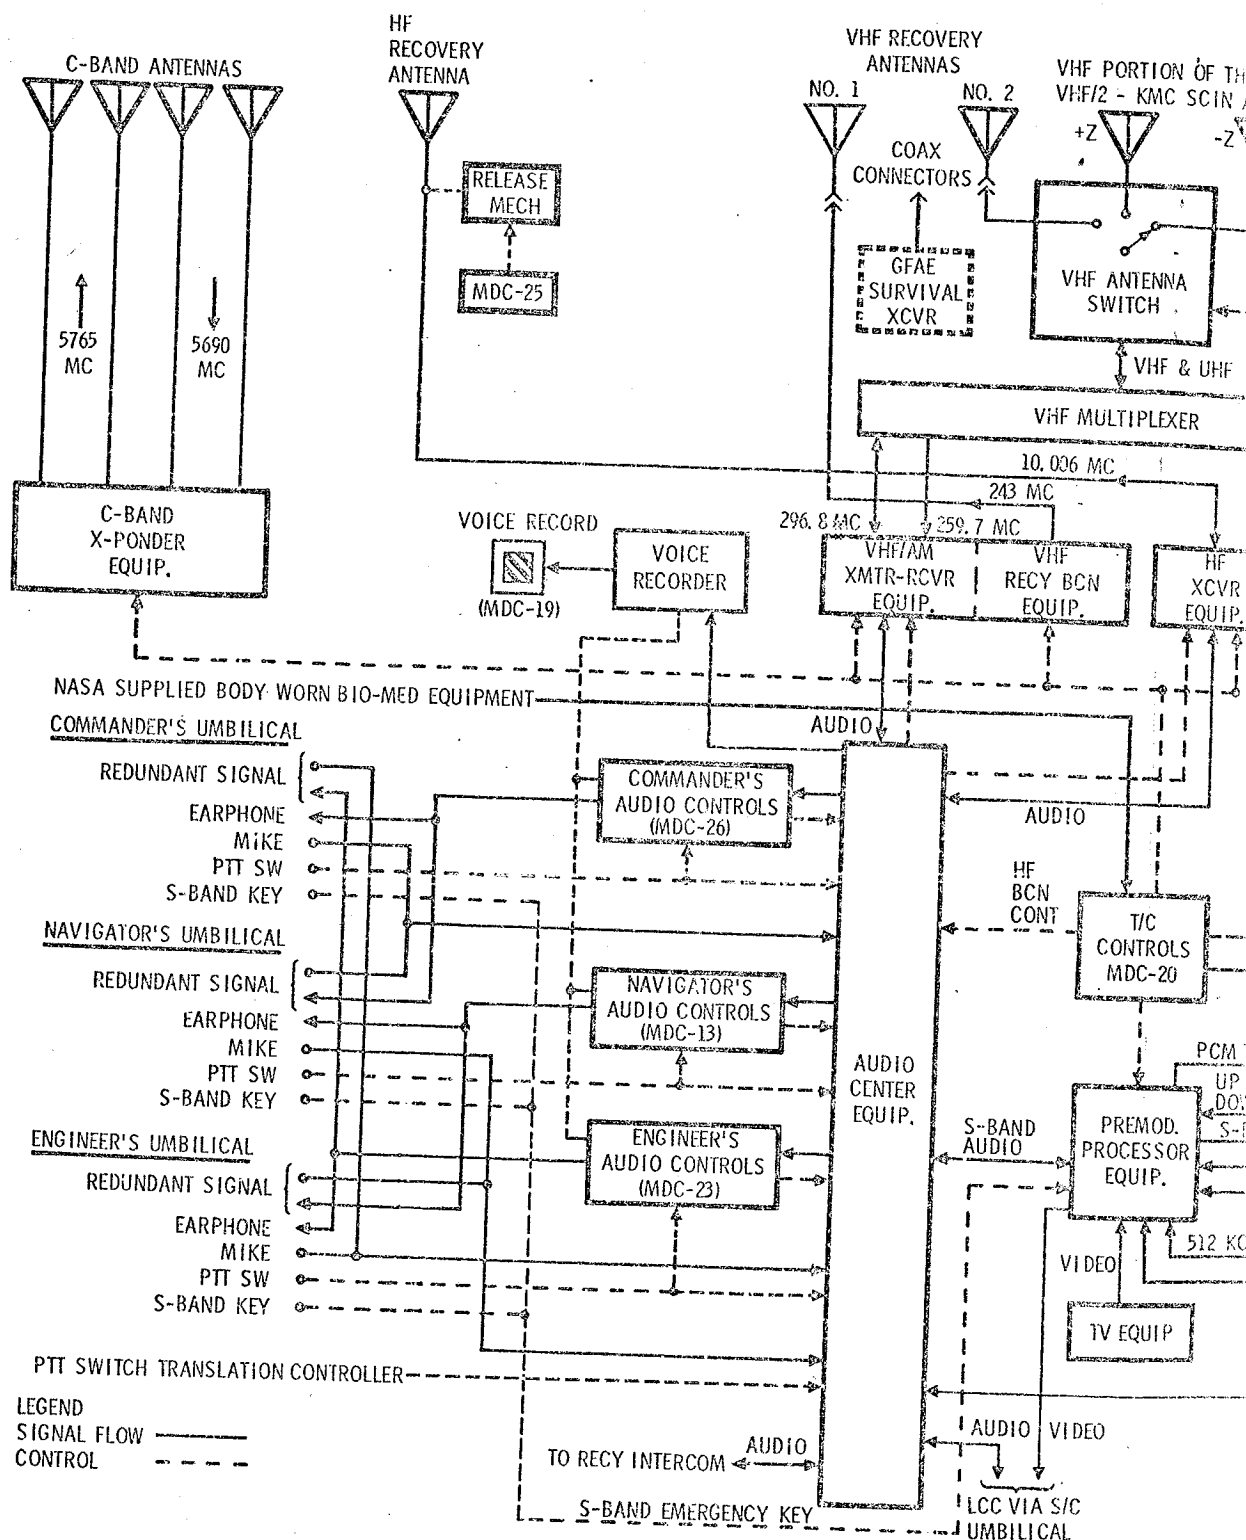 HF
RECOVERY
ANTENNA
C-BAND ANTENNAS
VHF RECOVERY
ANTENNAS
NO. 1
NO. 2
VHF PORTION OF
VHF/2 - KMC SCIN
+Z
-Z
COAX
CONNECTORS
RELEASE
MECH
MDC-25
GFAE
SURVIVAL
XCVR
VHF ANTENNA
SWITCH
5765
MC
5690
MC
VHF & UHF
VHF MULTIPLEXER
10.006 MC
243 MC
296.8 MC
259.7 MC
C-BAND
X-PONDER
EQUIP.
VOICE RECORD
(MDC-19)
VOICE
RECORDER
VHF/AM
XMTR-RCVR
EQUIP.
VHF
RECY BCN
EQUIP.
HF
XCVR
EQUIP.
NASA SUPPLIED BODY WORN BIO-MED EQUIPMENT
AUDIO
COMMANDER'S UMBILICAL
REDUNDANT SIGNAL
EARPHONE
MIKE
PTT SW
S-BAND KEY
COMMANDER'S
AUDIO CONTROLS
(MDC-26)
AUDIO
HF
BCN
CONT
T/C
CONTROLS
MDC-20
NAVIGATOR'S UMBILICAL
REDUNDANT SIGNAL
EARPHONE
MIKE
PTT SW
S-BAND KEY
NAVIGATOR'S
AUDIO CONTROLS
(MDC-13)
AUDIO
CENTER
EQUIP.
PCM
UP
S-BAND
AUDIO
PREMOD.
PROCESSOR
EQUIP.
ENGINEER'S UMBILICAL
REDUNDANT SIGNAL
EARPHONE
MIKE
PTT SW
S-BAND KEY
ENGINEER'S
AUDIO CONTROLS
(MDC-23)
512 KC
VIDEO
TV EQUIP
PTT SWITCH TRANSLATION CONTROLLER
LEGEND
SIGNAL FLOW
CONTROL
TO RECY INTERCOM
AUDIO
AUDIO
VIDEO
S-BAND EMERGENCY KEY
LCC VIA S/C
UMBILICAL